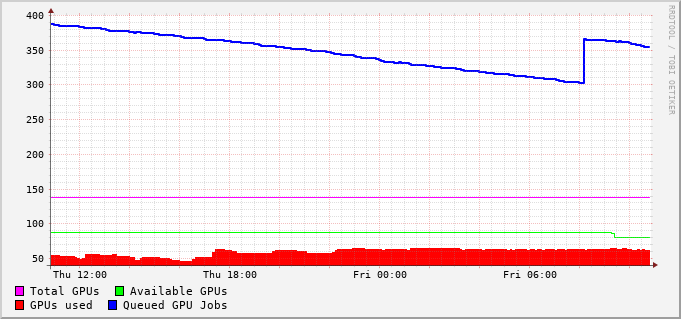 400
350
300
250
200
150
100
50
Thu 12:00 Thu 18:00 Fri 00:00 Fri 06:00
Total GPUs Available GPUs
GPUs used Queued GPU Jobs
RRDTOOL / TOBI OETIKER